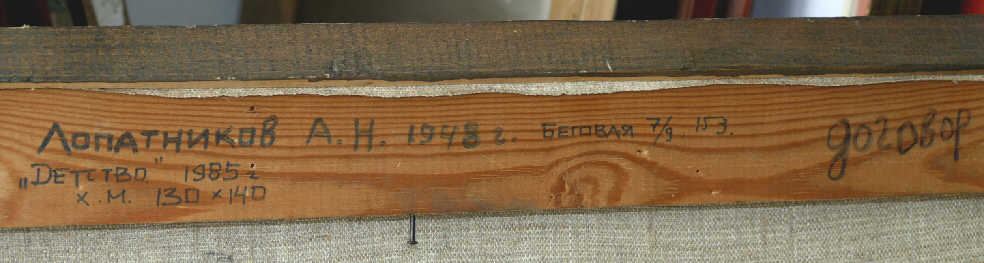 Лопатников А.Н. 1948 г. Беговая 7/9. 153. договор
„Детство" 1985 г
х.м. 130 × 140